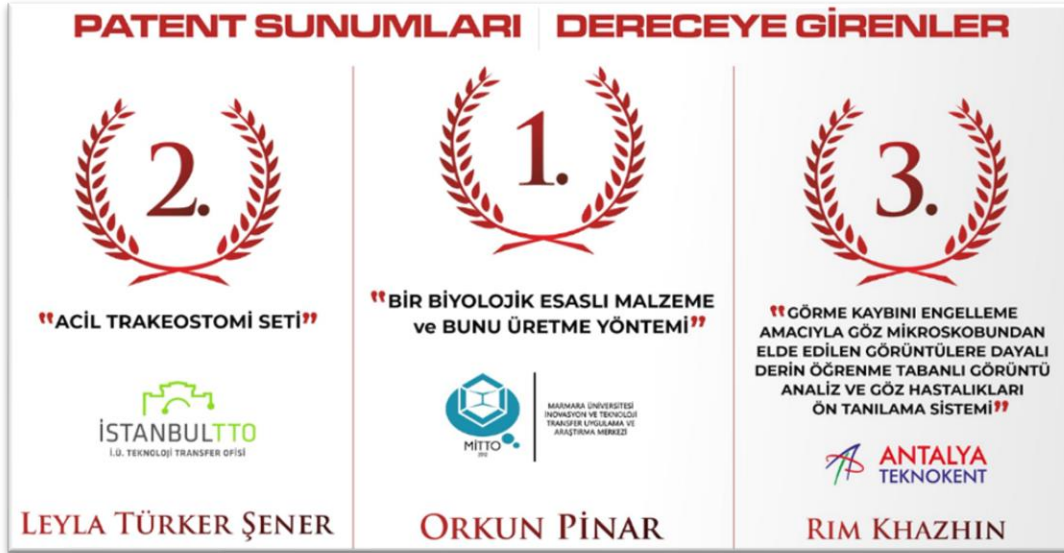 PATENT SUNUMLARI DERECEYE GİRENLER
2.
"ACİL TRAKEOSTOMİ SETİ"
İSTANBULTTO
İ.Ü. TEKNOLOJİ TRANSFER OFİSİ
LEYLA TÜRKER ŞENER
1.
"BİR BİYOLOJİK ESASLI MALZEME
ve BUNU ÜRETME YÖNTEMİ"
MİTTO
2012
MARMARA ÜNİVERSİTESİ
İNOVASYON VE TEKNOLOJİ
TRANSFER UYGULAMA VE
ARAŞTIRMA MERKEZİ
ORKUN PİNAR
3.
"GÖRME KAYBINI ENGELLEME
AMACIYLA GÖZ MİKROSKOBUNDAN
ELDE EDİLEN GÖRÜNTÜLERE DAYALI
DERİN ÖĞRENME TABANLI GÖRÜNTÜ
ANALİZ VE GÖZ HASTALIKLARI
ÖN TANILAMA SİSTEMİ"
ANTALYA
TEKNOKENT
RIM KHAZHIN